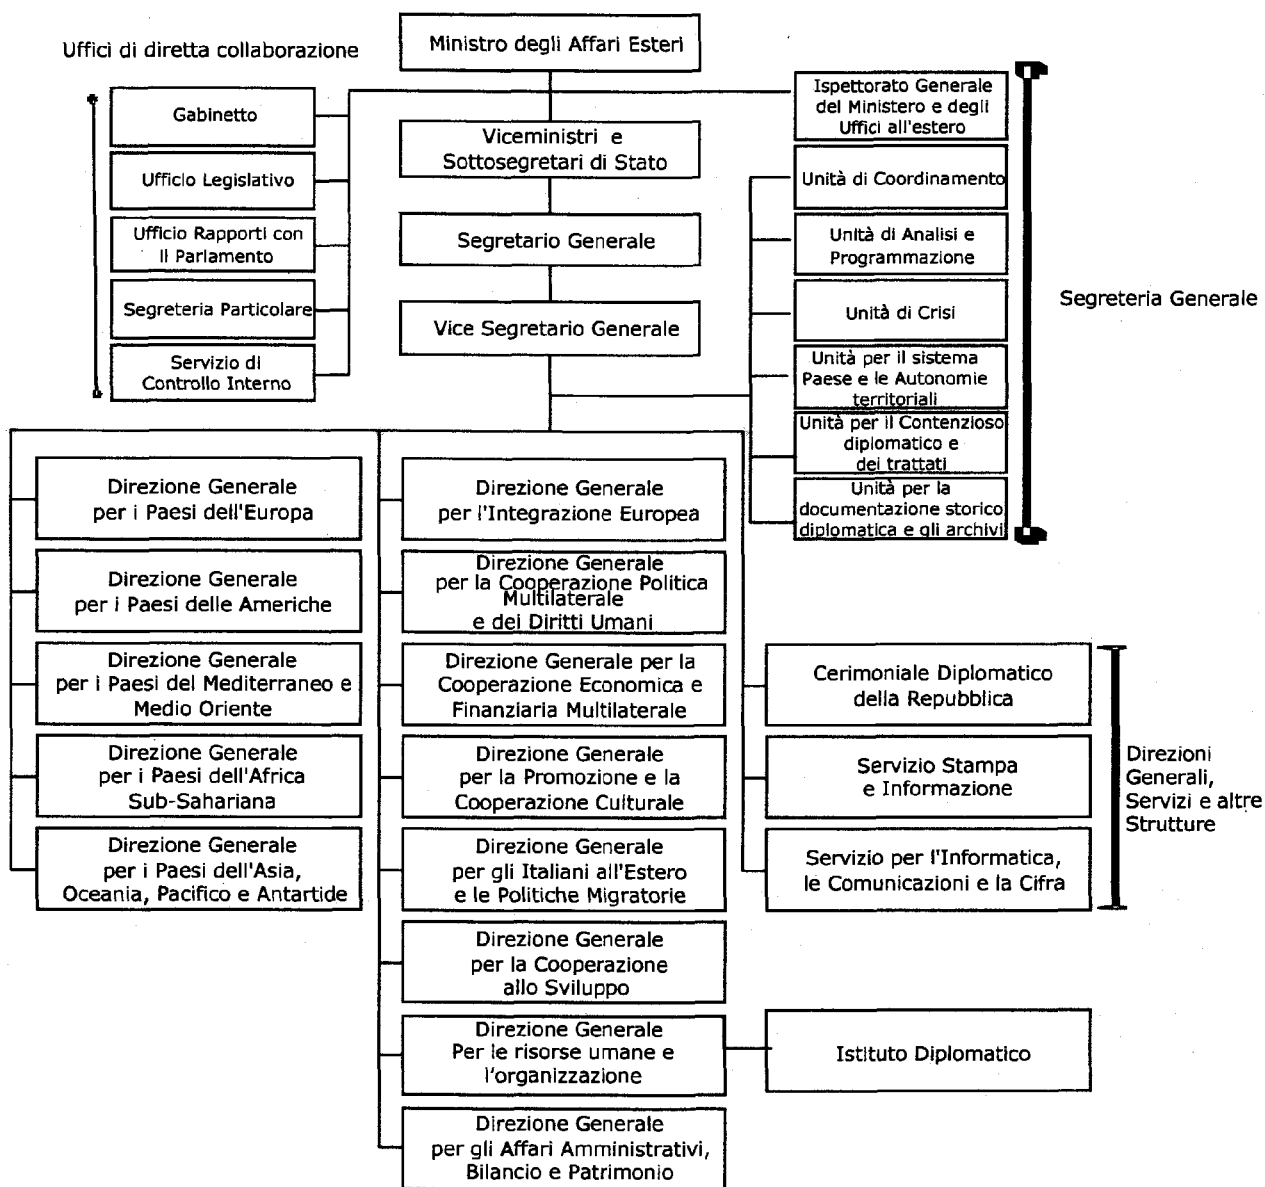 Ministro degli Affari Esteri
Uffici di diretta collaborazione
Gabinetto
Ufficio Legislativo
Ufficio Rapporti con
il Parlamento
Segreteria Particolare
Servizio di
Controllo Interno
Viceministri e
Sottosegretari di Stato
Segretario Generale
Vice Segretario Generale
Ispettorato Generale
del Ministero e degli
Uffici all'estero
Unità di Coordinamento
Unità di Analisi e
Programmazione
Unità di Crisi
Unità per il sistema
Paese e le Autonomie
territoriali
Unità per il Contenzioso
diplomatico e
dei trattati
Unità per la
documentazione storico
diplomatica e gli archivi
Segreteria Generale
Direzione Generale
per i Paesi dell'Europa
Direzione Generale
per i Paesi delle Americhe
Direzione Generale
per i Paesi del Mediterraneo e
Medio Oriente
Direzione Generale
per i Paesi dell'Africa
Sub-Sahariana
Direzione Generale
per i Paesi dell'Asia,
Oceania, Pacifico e Antartide
Direzione Generale
per l'Integrazione Europea
Direzione Generale
per la Cooperazione Politica
Multilaterale
e dei Diritti Umani
Direzione Generale per la
Cooperazione Economica e
Finanziaria Multilaterale
Direzione Generale
per la Promozione e la
Cooperazione Culturale
Direzione Generale
per gli Italiani all'Estero
e le Politiche Migratorie
Direzione Generale
per la Cooperazione
allo Sviluppo
Direzione Generale
Per le risorse umane e
l'organizzazione
Direzione Generale
per gli Affari Amministrativi,
Bilancio e Patrimonio
Cerimoniale Diplomatico
della Repubblica
Servizio Stampa
e Informazione
Servizio per l'Informatica,
le Comunicazioni e la Cifra
Istituto Diplomatico
Direzioni
Generali,
Servizi e altre
Strutture